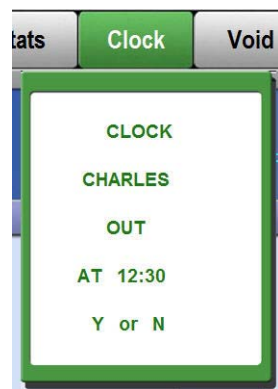 tats Clock Void
CLOCK
CHARLES
OUT
AT 12:30
Y or N